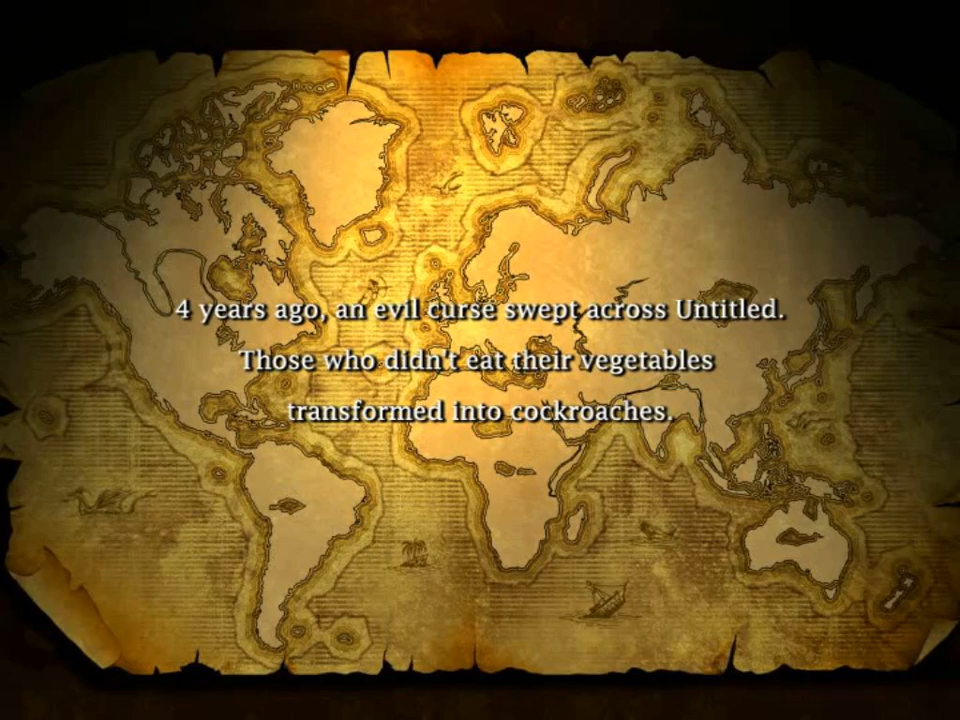 4 years ago, an evil curse swept across Untitled.
Those who didn't eat their vegetables
transformed into cockroaches.